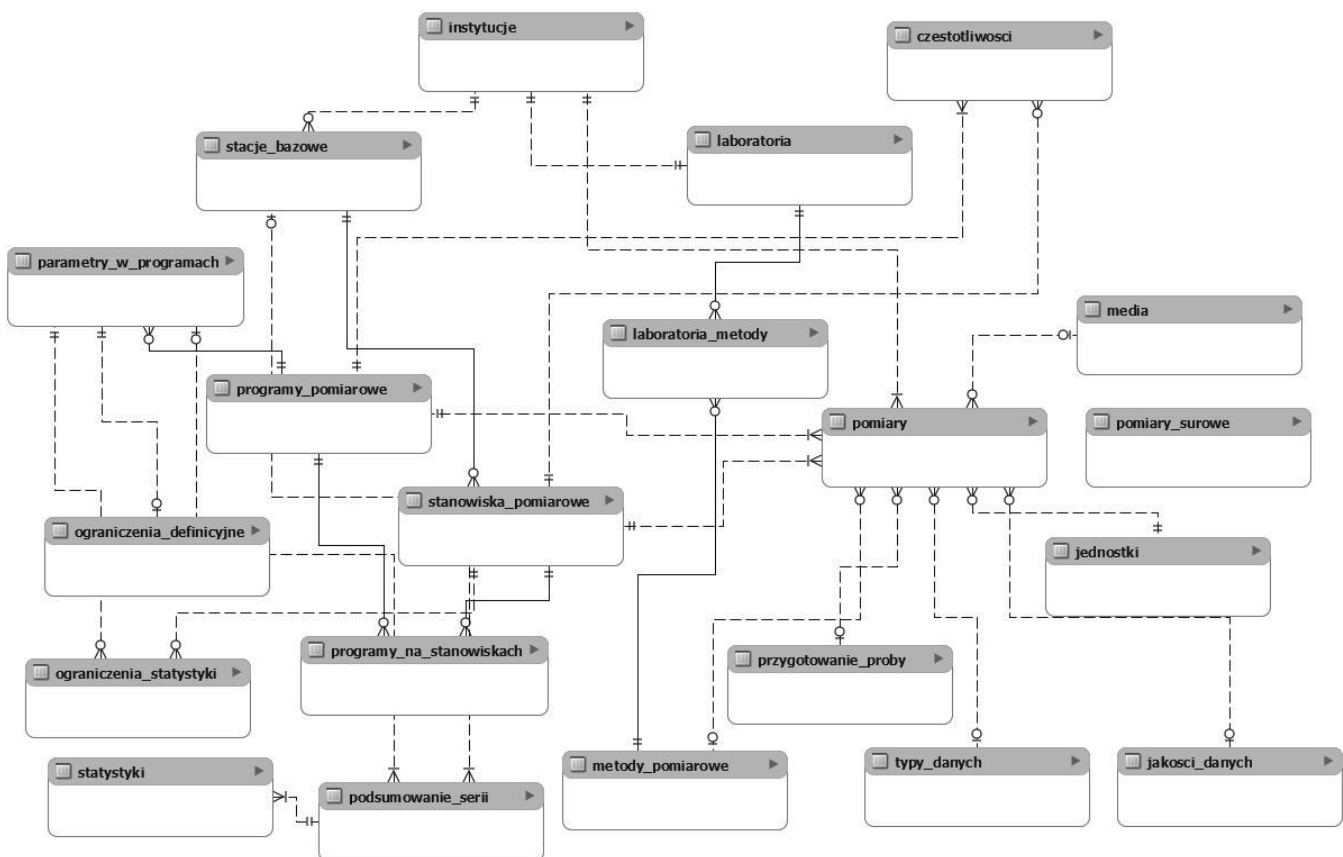 instytucje
czestotliwosci
stacje_bazowe
laboratoria
parametry_w_programach
media
laboratoria_metody
programy_pomiarowe
pomiary
pomiary_surowe
stanowiska_pomiarowe
ograniczenia_definicyjne
jednostki
programy_na_stanowiskach
przygotowanie_proby
ograniczenia_statystyki
metody_pomiarowe
typy_danych
jakosci_danych
statystyki
podsumowanie_serii